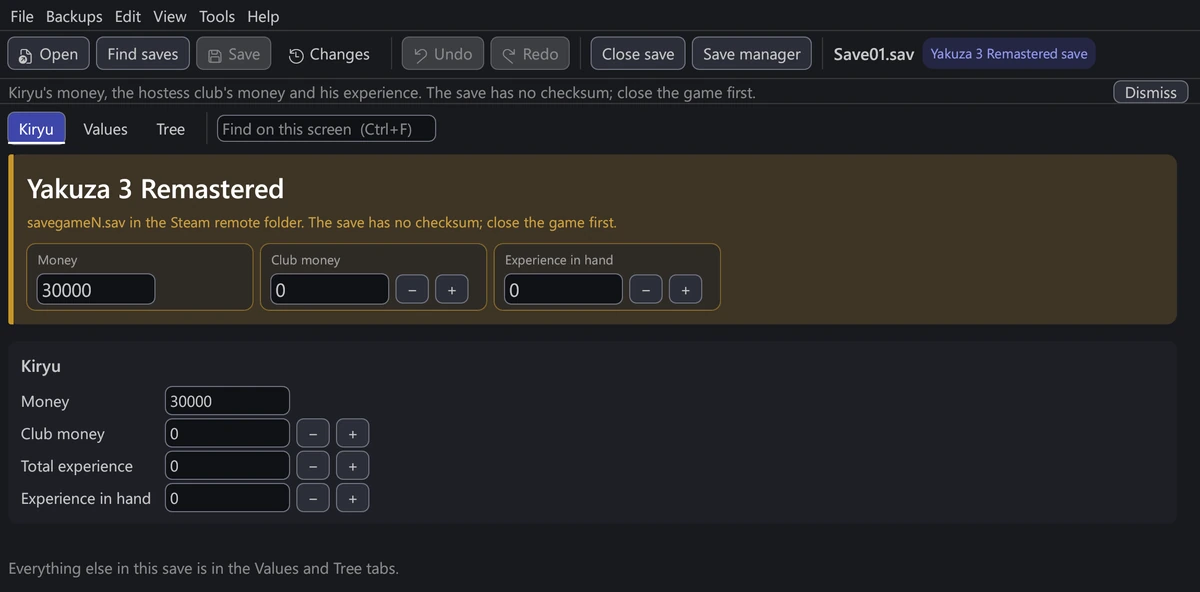 File Backups Edit View Tools Help
Open Find saves Save Changes Undo Redo Close save Save manager Save01.sav Yakuza 3 Remastered save
Kiryu's money, the hostess club's money and his experience. The save has no checksum; close the game first. Dismiss
Kiryu Values Tree Find on this screen (Ctrl+F)
Yakuza 3 Remastered
savegameN.sav in the Steam remote folder. The save has no checksum; close the game first.
Money Club money Experience in hand
30000 0 − + 0 − +
Kiryu
Money 30000
Club money 0 − +
Total experience 0 − +
Experience in hand 0 − +
Everything else in this save is in the Values and Tree tabs.